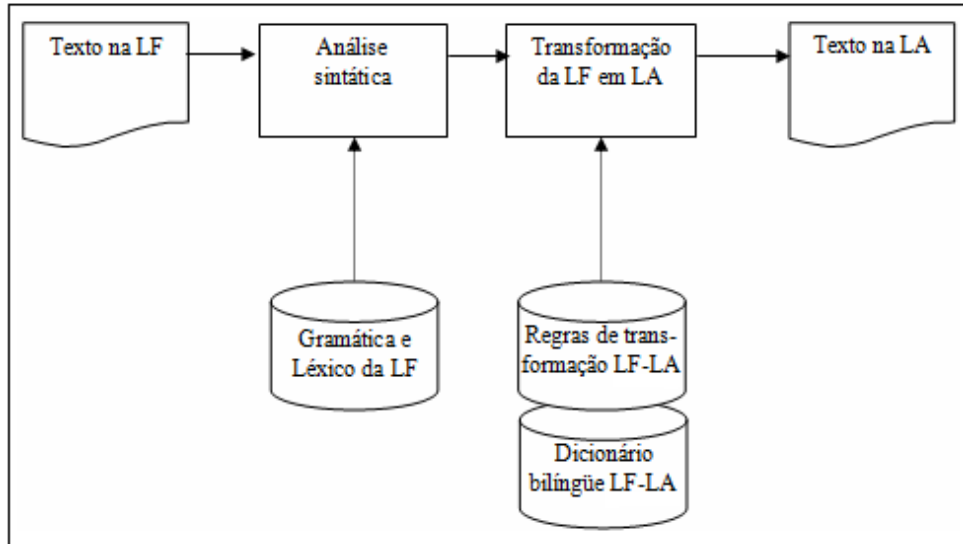 Texto na LF
Análise
sintática
Transformação
da LF em LA
Texto na LA
Gramática e
Léxico da LF
Regras de trans-
formação LF-LA
Dicionário
bilíngüe LF-LA